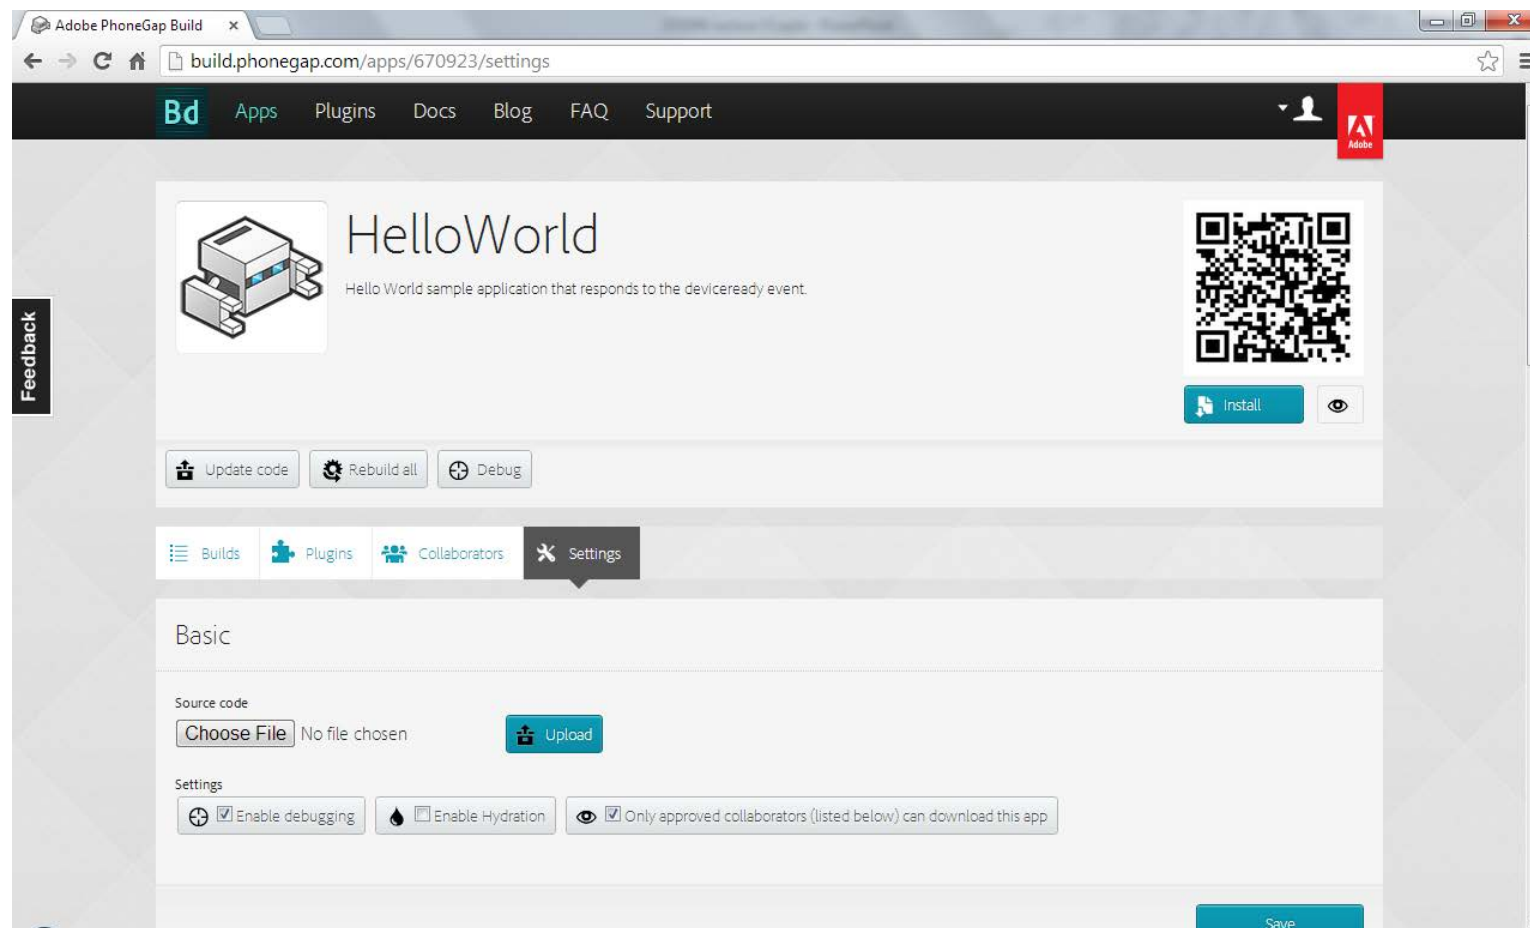 Adobe PhoneGap Build
build.phonegap.com/apps/670923/settings
Bd Apps Plugins Docs Blog FAQ Support
Adobe
HelloWorld
Hello World sample application that responds to the deviceready event.
Feedback
Install
Update code Rebuild all Debug
Builds Plugins Collaborators Settings
Basic
Source code
Choose File No file chosen Upload
Settings
Enable debugging Enable Hydration Only approved collaborators (listed below) can download this app
Save